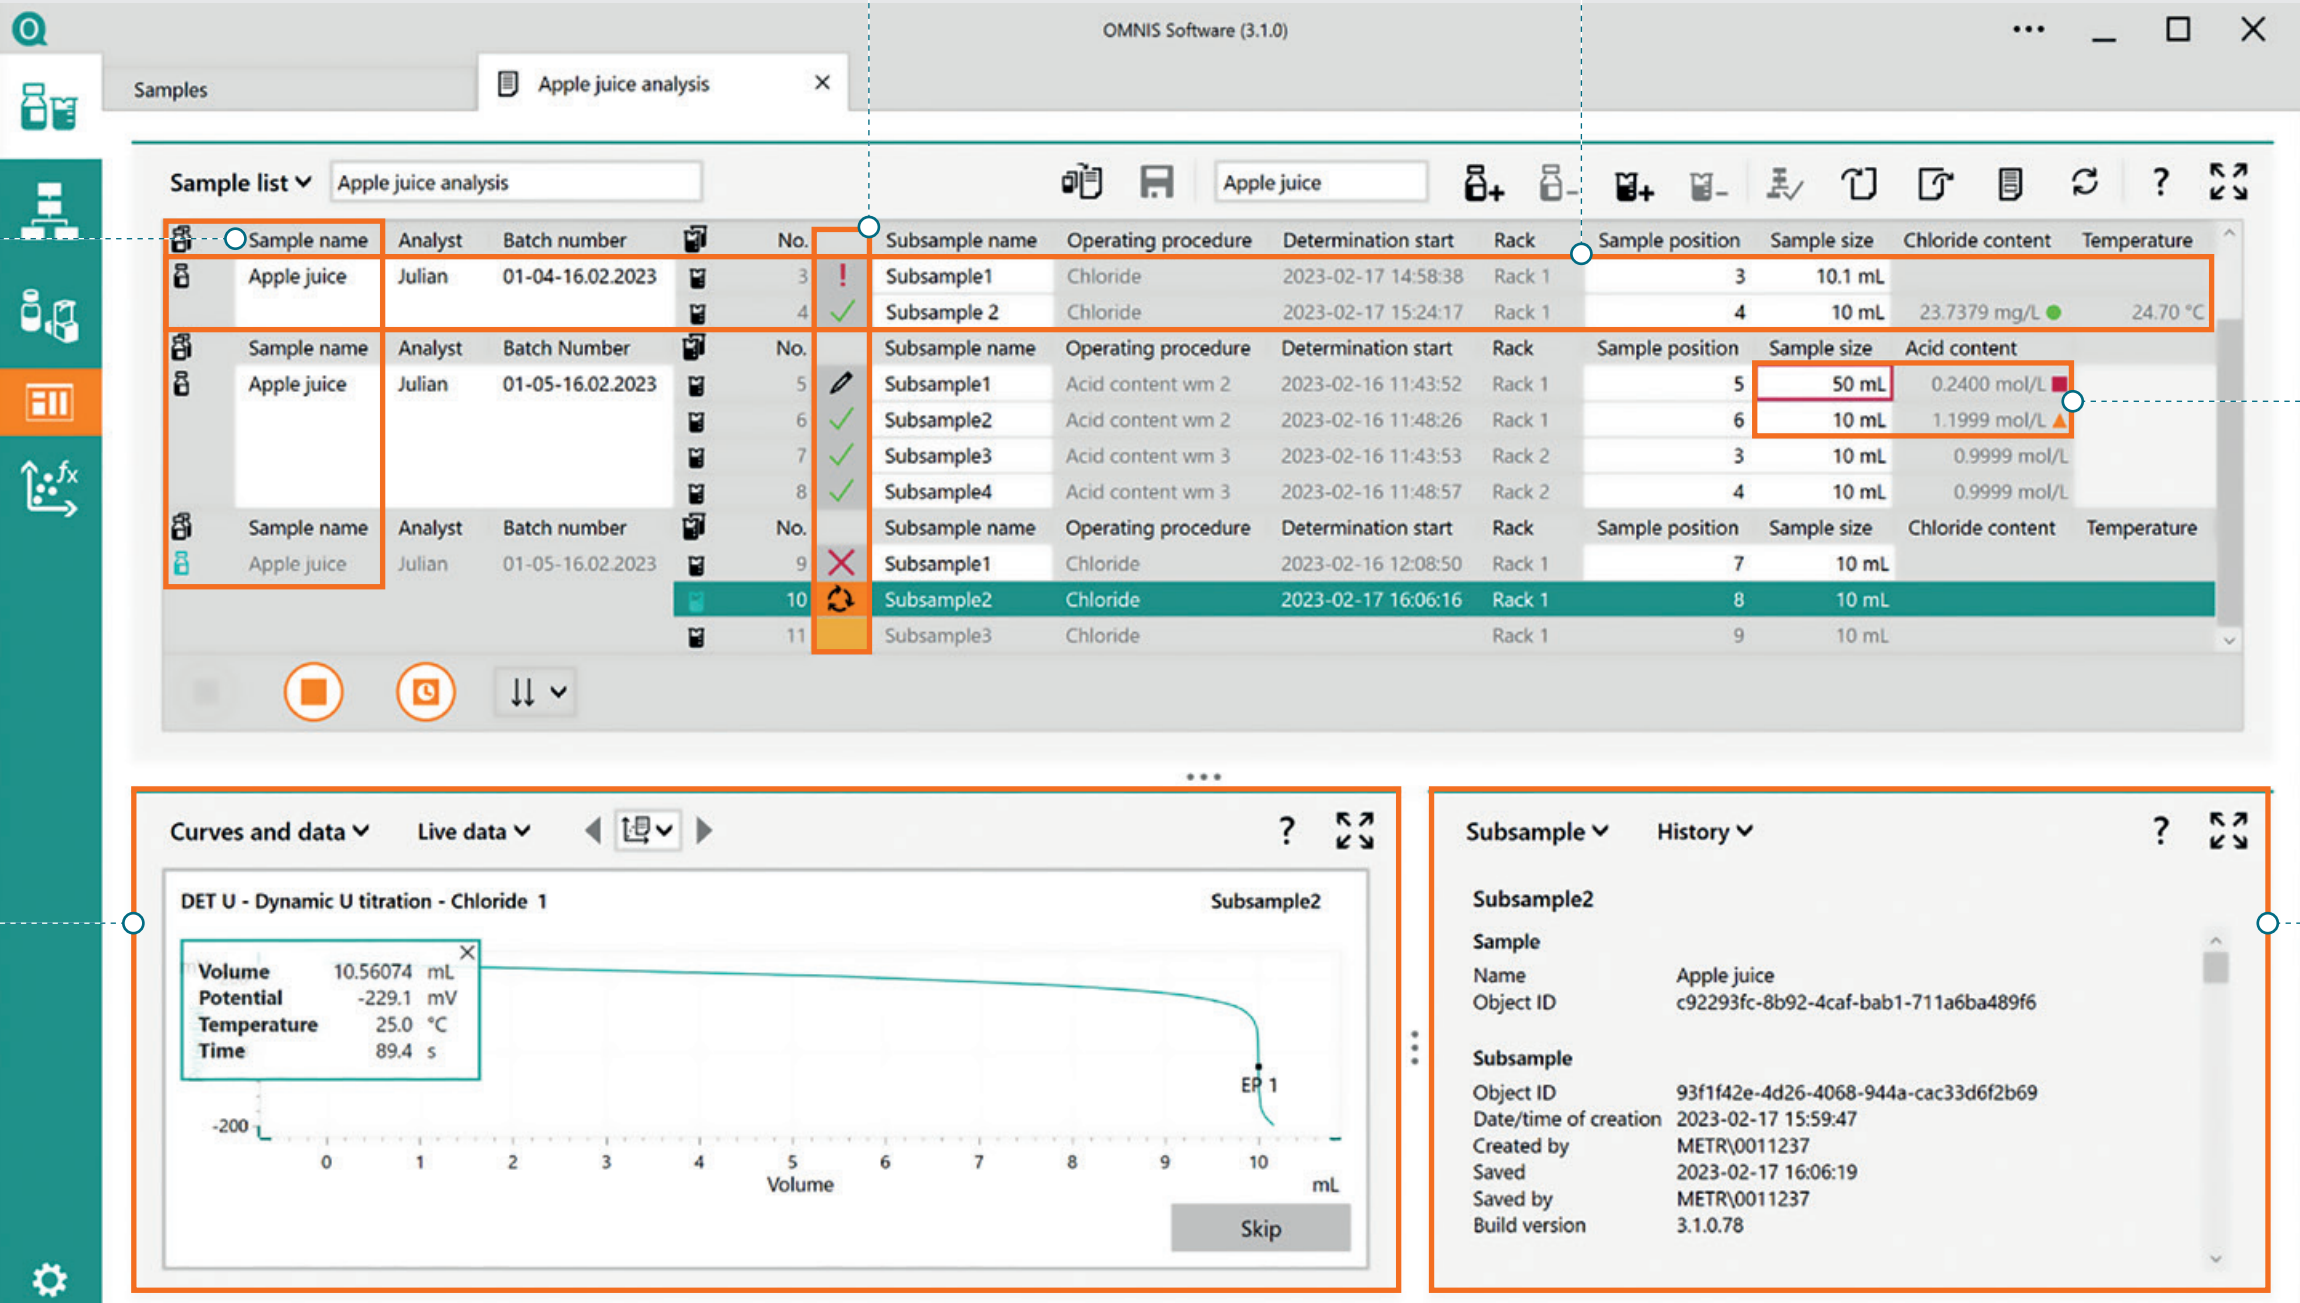 OMNIS Software (3.1.0)
Samples
Apple juice analysis
Sample list Apple juice analysis Apple juice
Sample name Analyst Batch number No. Subsample name Operating procedure Determination start Rack Sample position Sample size Chloride content Temperature
Apple juice Julian 01-04-16.02.2023 3 ! Subsample1 Chloride 2023-02-17 14:58:38 Rack 1 3 10.1 mL
4 Subsample 2 Chloride 2023-02-17 15:24:17 Rack 1 4 10 mL 23.7379 mg/L 24.70 °C
Sample name Analyst Batch Number No. Subsample name Operating procedure Determination start Rack Sample position Sample size Acid content
Apple juice Julian 01-05-16.02.2023 5 Subsample1 Acid content wm 2 2023-02-16 11:43:52 Rack 1 5 50 mL 0.2400 mol/L
6 Subsample2 Acid content wm 2 2023-02-16 11:48:26 Rack 1 6 10 mL 1.1999 mol/L
7 Subsample3 Acid content wm 3 2023-02-16 11:43:53 Rack 2 3 10 mL 0.9999 mol/L
8 Subsample4 Acid content wm 3 2023-02-16 11:48:57 Rack 2 4 10 mL 0.9999 mol/L
Sample name Analyst Batch number No. Subsample name Operating procedure Determination start Rack Sample position Sample size Chloride content Temperature
Apple juice Julian 01-05-16.02.2023 9 Subsample1 Chloride 2023-02-16 12:08:50 Rack 1 7 10 mL
10 Subsample2 Chloride 2023-02-17 16:06:16 Rack 1 8 10 mL
11 Subsample3 Chloride Rack 1 9 10 mL
Curves and data Live data ?
DET U - Dynamic U titration - Chloride 1 Subsample2
Volume 10.56074 mL
Potential -229.1 mV
Temperature 25.0 °C
Time 89.4 s
EP 1
-200
0 1 2 3 4 5 6 7 8 9 10
Volume mL
Skip
Subsample History ?
Subsample2
Sample
Name Apple juice
Object ID c92293fc-8b92-4caf-bab1-711a6ba489f6
Subsample
Object ID 93f1f42e-4d26-4068-944a-cac33d6f2b69
Date/time of creation 2023-02-17 15:59:47
Created by METR\0011237
Saved 2023-02-17 16:06:19
Saved by METR\0011237
Build version 3.1.0.78